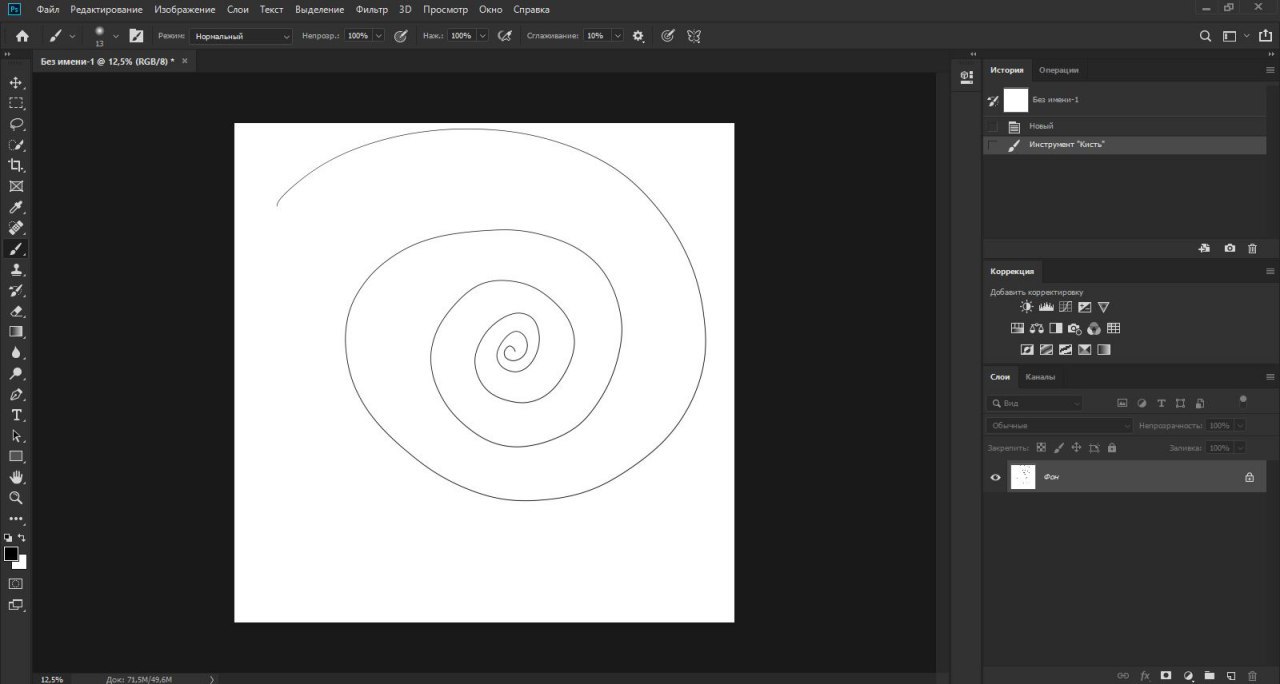 Ps Файл Редактирование Изображение Слои Текст Выделение Фильтр 3D Просмотр Окно Справка
13 Режим: Нормальный Непрозр.: 100% Наж.: 100% Сглаживание: 10%
Без имени-1 @ 12,5% (RGB/8) * ×
История Операции
Без имени-1
Новый
Инструмент "Кисть"
Коррекция
Добавить корректировку
Слои Каналы
Вид
Обычные Непрозрачность: 100%
Закрепить: Заливка: 100%
Фон
12,5% Док: 71,5M/49,6M